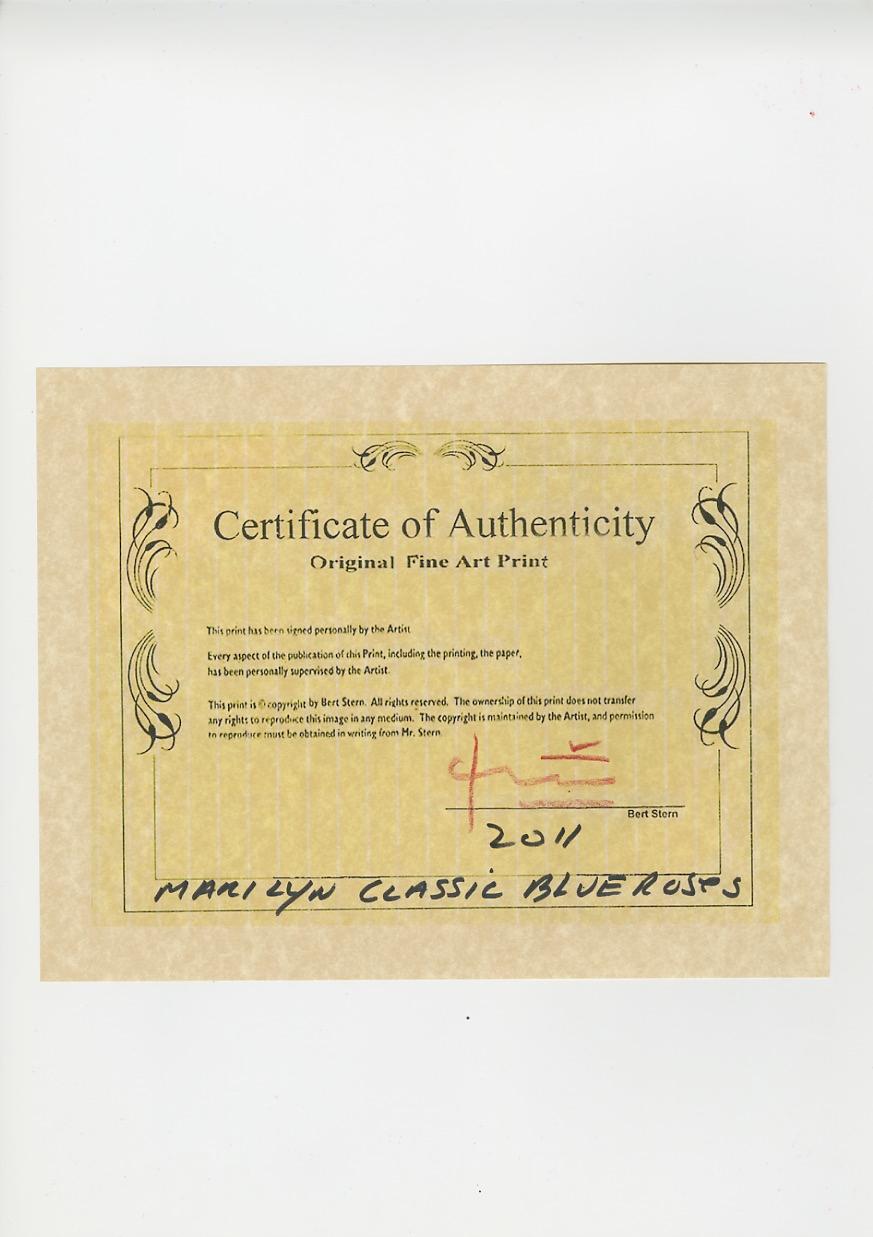 Certificate of Authenticity
Original Fine Art Print
This print has been signed personally by the Artist
Every aspect of the publication of this Print, including the printing, the paper,
has been personally supervised by the Artist.
This print is © copyright by Bert Stern. All rights reserved. The ownership of this print does not transfer
any rights to reproduce this image in any medium. The copyright is maintained by the Artist, and permission
to reproduce must be obtained in writing from Mr. Stern
Bert Stern
2011
MARILYN CLASSIC BLUE ROSES